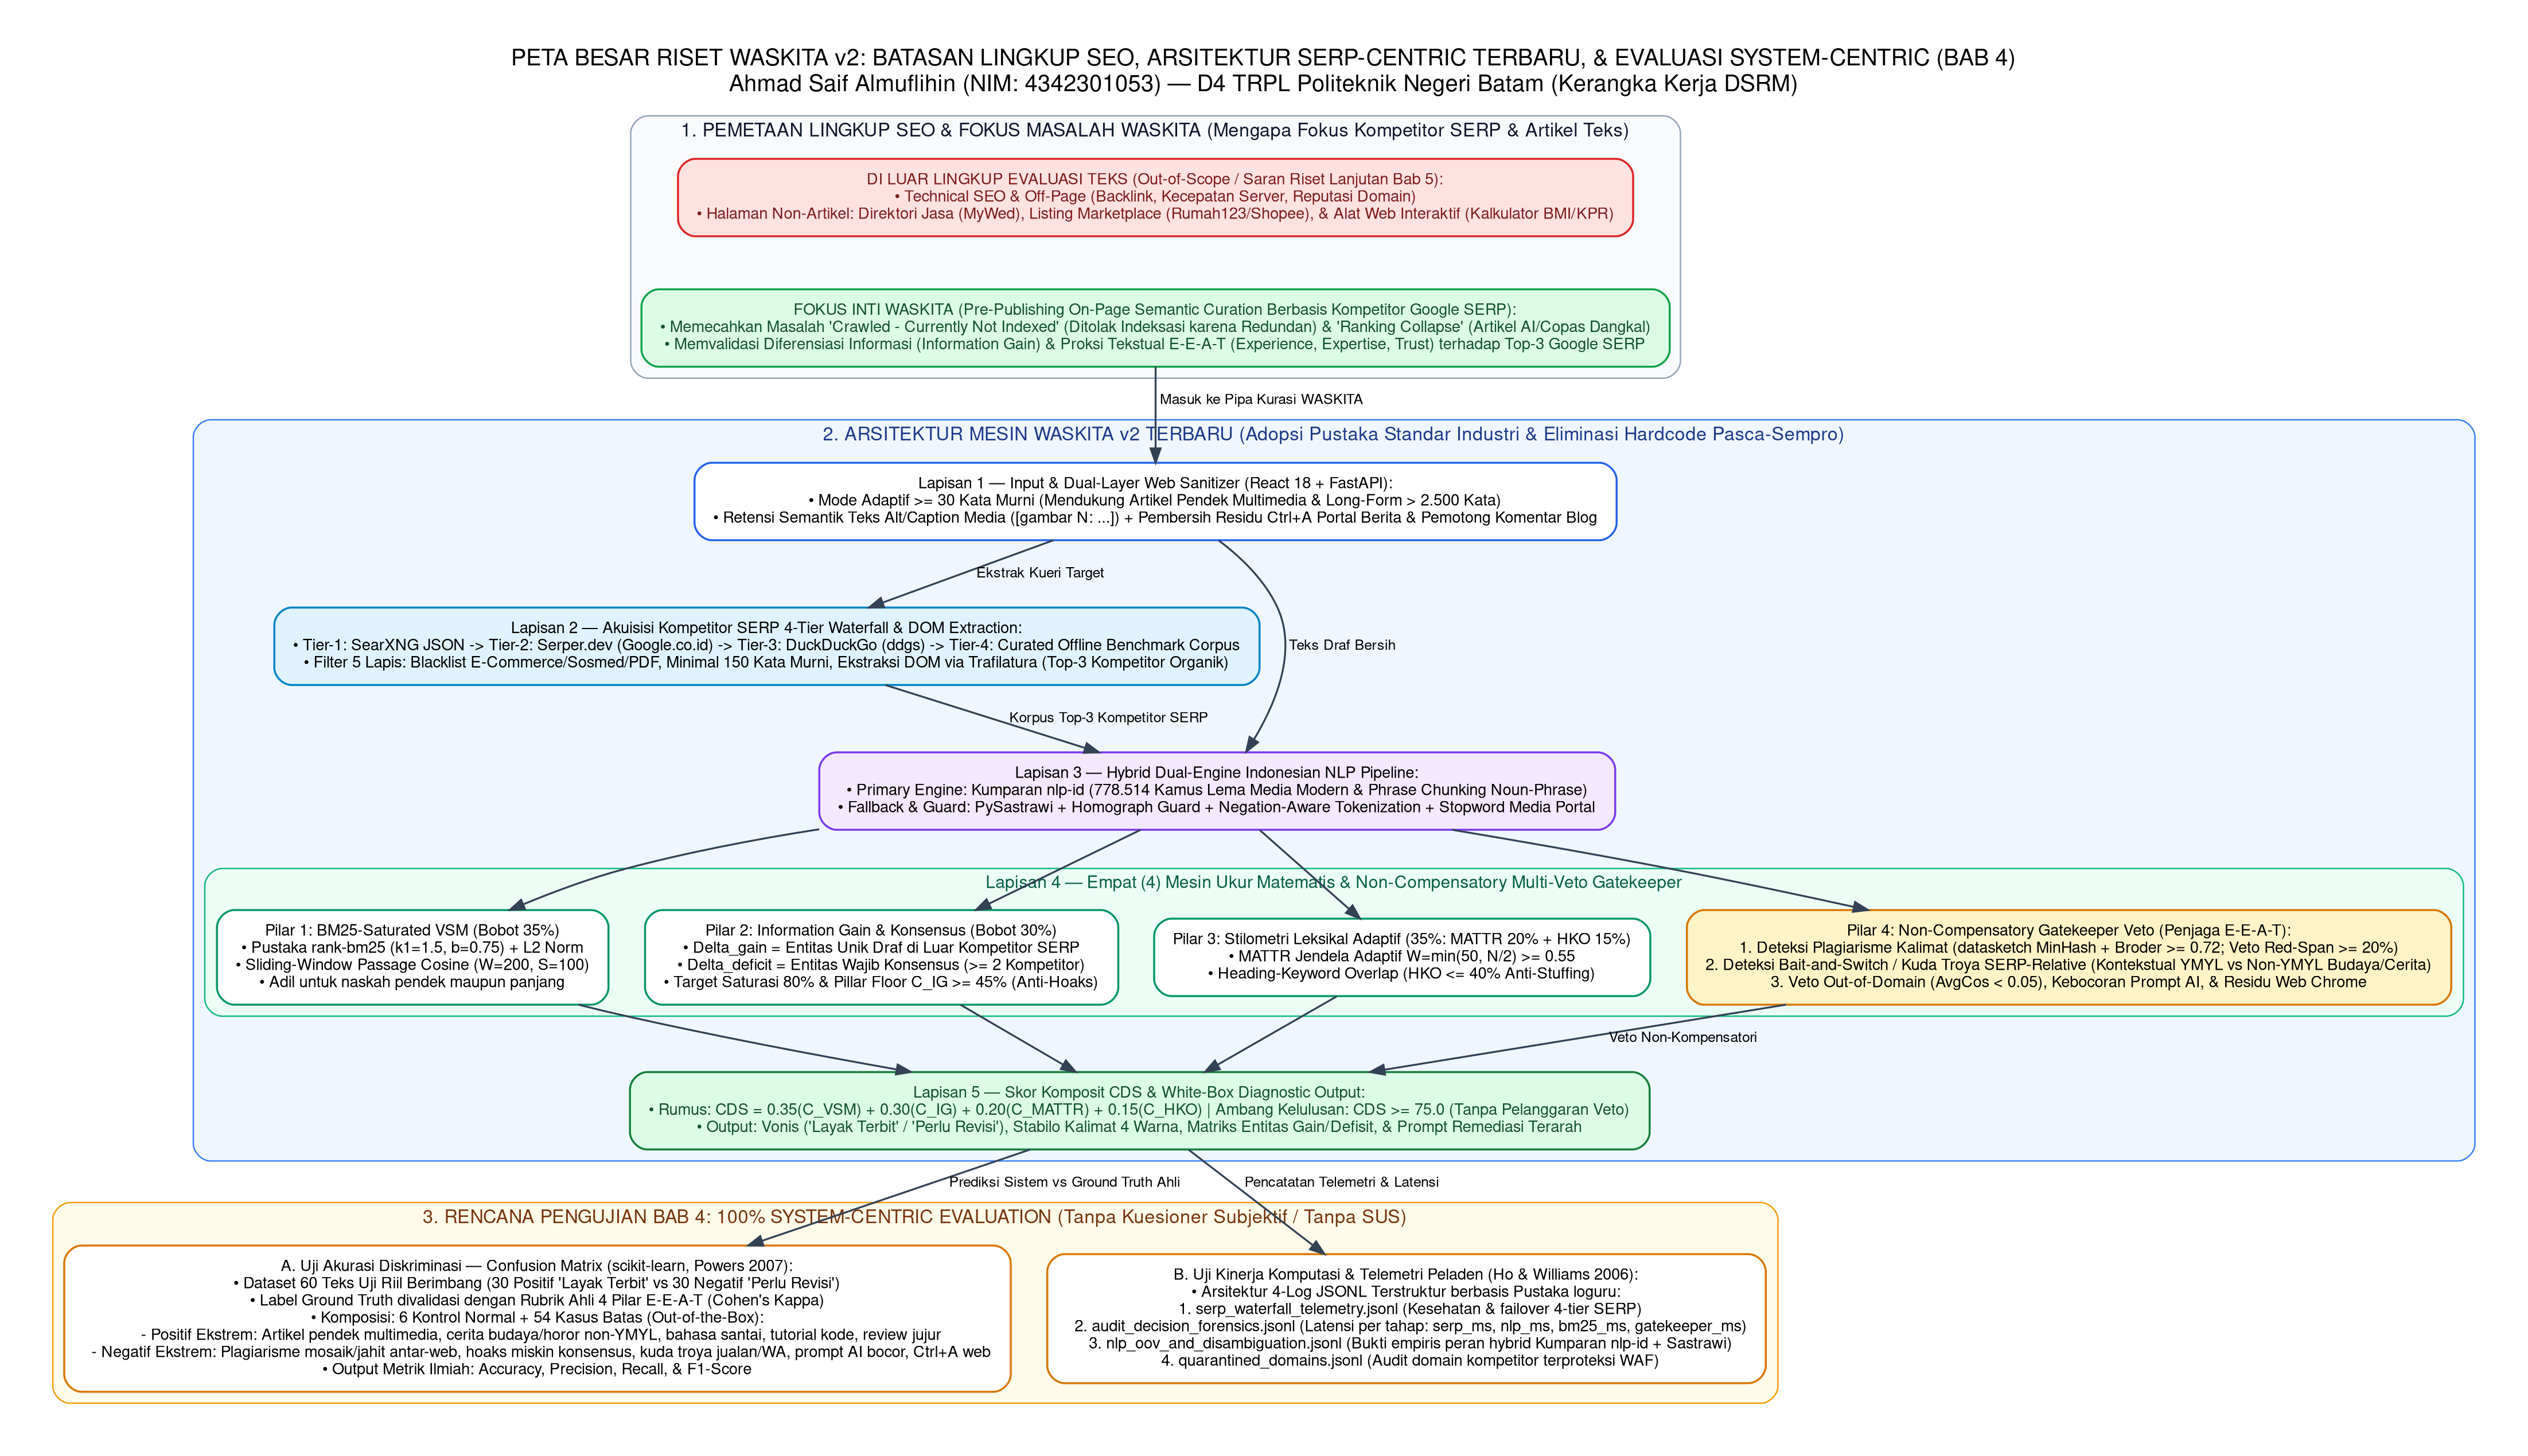 PETA BESAR RISET WASKITA v2: BATASAN LINGKUP SEO, ARSITEKTUR SERP-CENTRIC TERBARU, & EVALUASI SYSTEM-CENTRIC (BAB 4)
Ahmad Saif Almuflihin (NIM: 4342301053) — D4 TRPL Politeknik Negeri Batam (Kerangka Kerja DSRM)
1. PEMETAAN LINGKUP SEO & FOKUS MASALAH WASKITA (Mengapa Fokus Kompetitor SERP & Artikel Teks)
DI LUAR LINGKUP EVALUASI TEKS (Out-of-Scope / Saran Riset Lanjutan Bab 5):
• Technical SEO & Off-Page (Backlink, Kecepatan Server, Reputasi Domain)
• Halaman Non-Artikel: Direktori Jasa (MyWed), Listing Marketplace (Rumah123/Shopee), & Alat Web Interaktif (Kalkulator BMI/KPR)
FOKUS INTI WASKITA (Pre-Publishing On-Page Semantic Curation Berbasis Kompetitor Google SERP):
• Memecahkan Masalah 'Crawled - Currently Not Indexed' (Ditolak Indeksasi karena Redundan) & 'Ranking Collapse' (Artikel AI/Copas Dangkal)
• Memvalidasi Diferensiasi Informasi (Information Gain) & Proksi Tekstual E-E-A-T (Experience, Expertise, Trust) terhadap Top-3 Google SERP
Masuk ke Pipa Kurasi WASKITA
2. ARSITEKTUR MESIN WASKITA v2 TERBARU (Adopsi Pustaka Standar Industri & Eliminasi Hardcode Pasca-Sempro)
Lapisan 1 — Input & Dual-Layer Web Sanitizer (React 18 + FastAPI):
• Mode Adaptif >= 30 Kata Murni (Mendukung Artikel Pendek Multimedia & Long-Form > 2.500 Kata)
• Retensi Semantik Teks Alt/Caption Media ([gambar N: ...]) + Pembersih Residu Ctrl+A Portal Berita & Pemotong Komentar Blog
Ekstrak Kueri Target
Lapisan 2 — Akuisisi Kompetitor SERP 4-Tier Waterfall & DOM Extraction:
• Tier-1: SearXNG JSON -> Tier-2: Serper.dev (Google.co.id) -> Tier-3: DuckDuckGo (ddgs) -> Tier-4: Curated Offline Benchmark Corpus
• Filter 5 Lapis: Blacklist E-Commerce/Sosmed/PDF, Minimal 150 Kata Murni, Ekstraksi DOM via Trafilatura (Top-3 Kompetitor Organik)
Teks Draf Bersih
Korpus Top-3 Kompetitor SERP
Lapisan 3 — Hybrid Dual-Engine Indonesian NLP Pipeline:
• Primary Engine: Kumparan nlp-id (778.514 Kamus Lema Media Modern & Phrase Chunking Noun-Phrase)
• Fallback & Guard: PySastrawi + Homograph Guard + Negation-Aware Tokenization + Stopword Media Portal
Lapisan 4 — Empat (4) Mesin Ukur Matematis & Non-Compensatory Multi-Veto Gatekeeper
Pilar 1: BM25-Saturated VSM (Bobot 35%)
• Pustaka rank-bm25 (k1=1.5, b=0.75) + L2 Norm
• Sliding-Window Passage Cosine (W=200, S=100)
• Adil untuk naskah pendek maupun panjang
Pilar 2: Information Gain & Konsensus (Bobot 30%)
• Delta_gain = Entitas Unik Draf di Luar Kompetitor SERP
• Delta_deficit = Entitas Wajib Konsensus (>= 2 Kompetitor)
• Target Saturasi 80% & Pillar Floor C_IG >= 45% (Anti-Hoaks)
Pilar 3: Stilometri Leksikal Adaptif (35%: MATTR 20% + HKO 15%)
• MATTR Jendela Adaptif W=min(50, N/2) >= 0.55
• Heading-Keyword Overlap (HKO <= 40% Anti-Stuffing)
Pilar 4: Non-Compensatory Gatekeeper Veto (Penjaga E-E-A-T):
1. Deteksi Plagiarisme Kalimat (datasketch MinHash + Broder >= 0.72; Veto Red-Span >= 20%)
2. Deteksi Bait-and-Switch / Kuda Troya SERP-Relative (Kontekstual YMYL vs Non-YMYL Budaya/Cerita)
3. Veto Out-of-Domain (AvgCos < 0.05), Kebocoran Prompt AI, & Residu Web Chrome
Veto Non-Kompensatori
Lapisan 5 — Skor Komposit CDS & White-Box Diagnostic Output:
• Rumus: CDS = 0.35(C_VSM) + 0.30(C_IG) + 0.20(C_MATTR) + 0.15(C_HKO) | Ambang Kelulusan: CDS >= 75.0 (Tanpa Pelanggaran Veto)
• Output: Vonis ('Layak Terbit' / 'Perlu Revisi'), Stabilo Kalimat 4 Warna, Matriks Entitas Gain/Defisit, & Prompt Remediasi Terarah
Prediksi Sistem vs Ground Truth Ahli
Pencatatan Telemetri & Latensi
3. RENCANA PENGUJIAN BAB 4: 100% SYSTEM-CENTRIC EVALUATION (Tanpa Kuesioner Subjektif / Tanpa SUS)
A. Uji Akurasi Diskriminasi — Confusion Matrix (scikit-learn, Powers 2007):
• Dataset 60 Teks Uji Riil Berimbang (30 Positif 'Layak Terbit' vs 30 Negatif 'Perlu Revisi')
• Label Ground Truth divalidasi dengan Rubrik Ahli 4 Pilar E-E-A-T (Cohen's Kappa)
• Komposisi: 6 Kontrol Normal + 54 Kasus Batas (Out-of-the-Box):
- Positif Ekstrem: Artikel pendek multimedia, cerita budaya/horor non-YMYL, bahasa santai, tutorial kode, review jujur
- Negatif Ekstrem: Plagiarisme mosaik/jahit antar-web, hoaks miskin konsensus, kuda troya jualan/WA, prompt AI bocor, Ctrl+A web
• Output Metrik Ilmiah: Accuracy, Precision, Recall, & F1-Score
B. Uji Kinerja Komputasi & Telemetri Peladen (Ho & Williams 2006):
• Arsitektur 4-Log JSONL Terstruktur berbasis Pustaka loguru:
1. serp_waterfall_telemetry.jsonl (Kesehatan & failover 4-tier SERP)
2. audit_decision_forensics.jsonl (Latensi per tahap: serp_ms, nlp_ms, bm25_ms, gatekeeper_ms)
3. nlp_oov_and_disambiguation.jsonl (Bukti empiris peran hybrid Kumparan nlp-id + Sastrawi)
4. quarantined_domains.jsonl (Audit domain kompetitor terproteksi WAF)